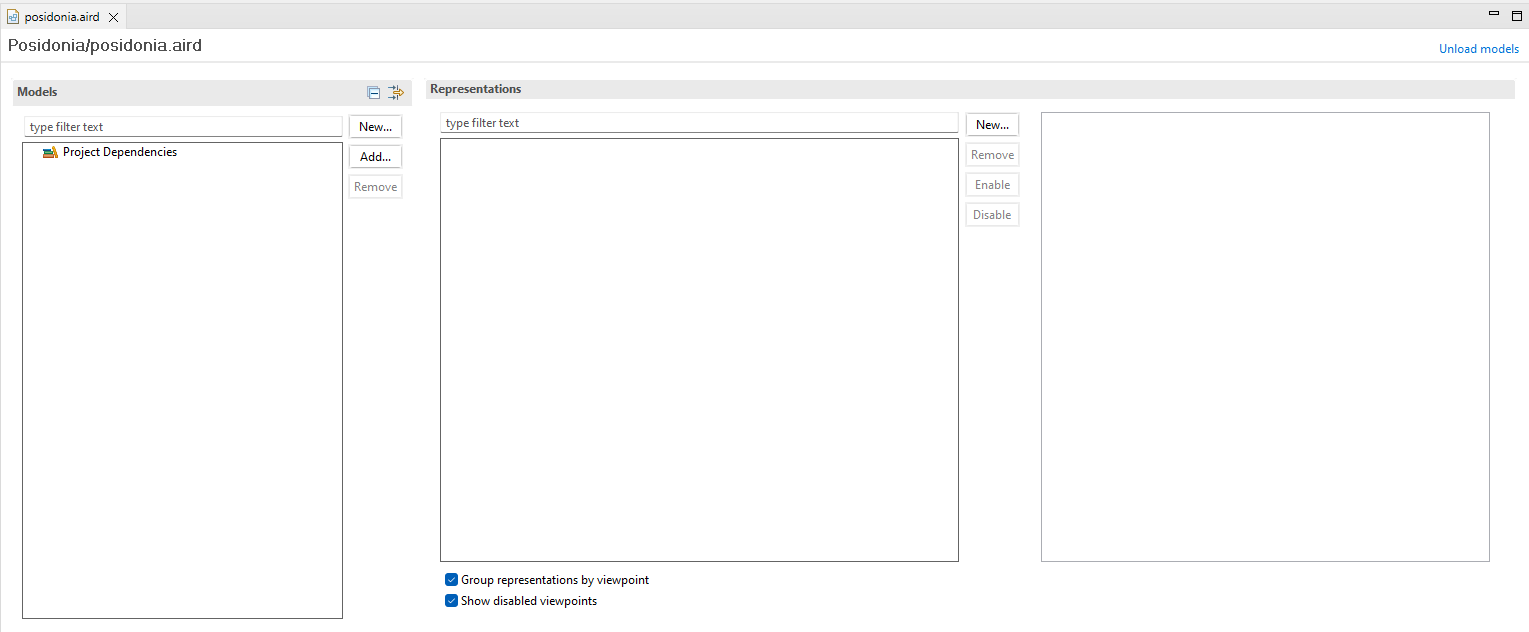 posidonia.aird
Posidonia/posidonia.aird
Unload models
Models
type filter text
New...
Project Dependencies
Add...
Remove
Representations
type filter text
New...
Remove
Enable
Disable
Group representations by viewpoint
Show disabled viewpoints